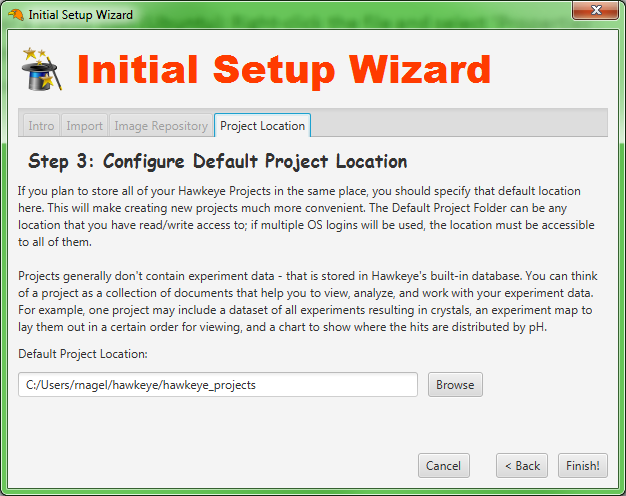 Initial Setup Wizard
Initial Setup Wizard
Intro Import Image Repository Project Location
Step 3: Configure Default Project Location
If you plan to store all of your Hawkeye Projects in the same place, you should specify that default location
here. This will make creating new projects much more convenient. The Default Project Folder can be any
location that you have read/write access to; if multiple OS logins will be used, the location must be accessible
to all of them.
Projects generally don't contain experiment data - that is stored in Hawkeye's built-in database. You can think
of a project as a collection of documents that help you to view, analyze, and work with your experiment data.
For example, one project may include a dataset of all experiments resulting in crystals, an experiment map to
lay them out in a certain order for viewing, and a chart to show where the hits are distributed by pH.
Default Project Location:
C:/Users/rnagel/hawkeye/hawkeye_projects Browse
Cancel < Back Finish!